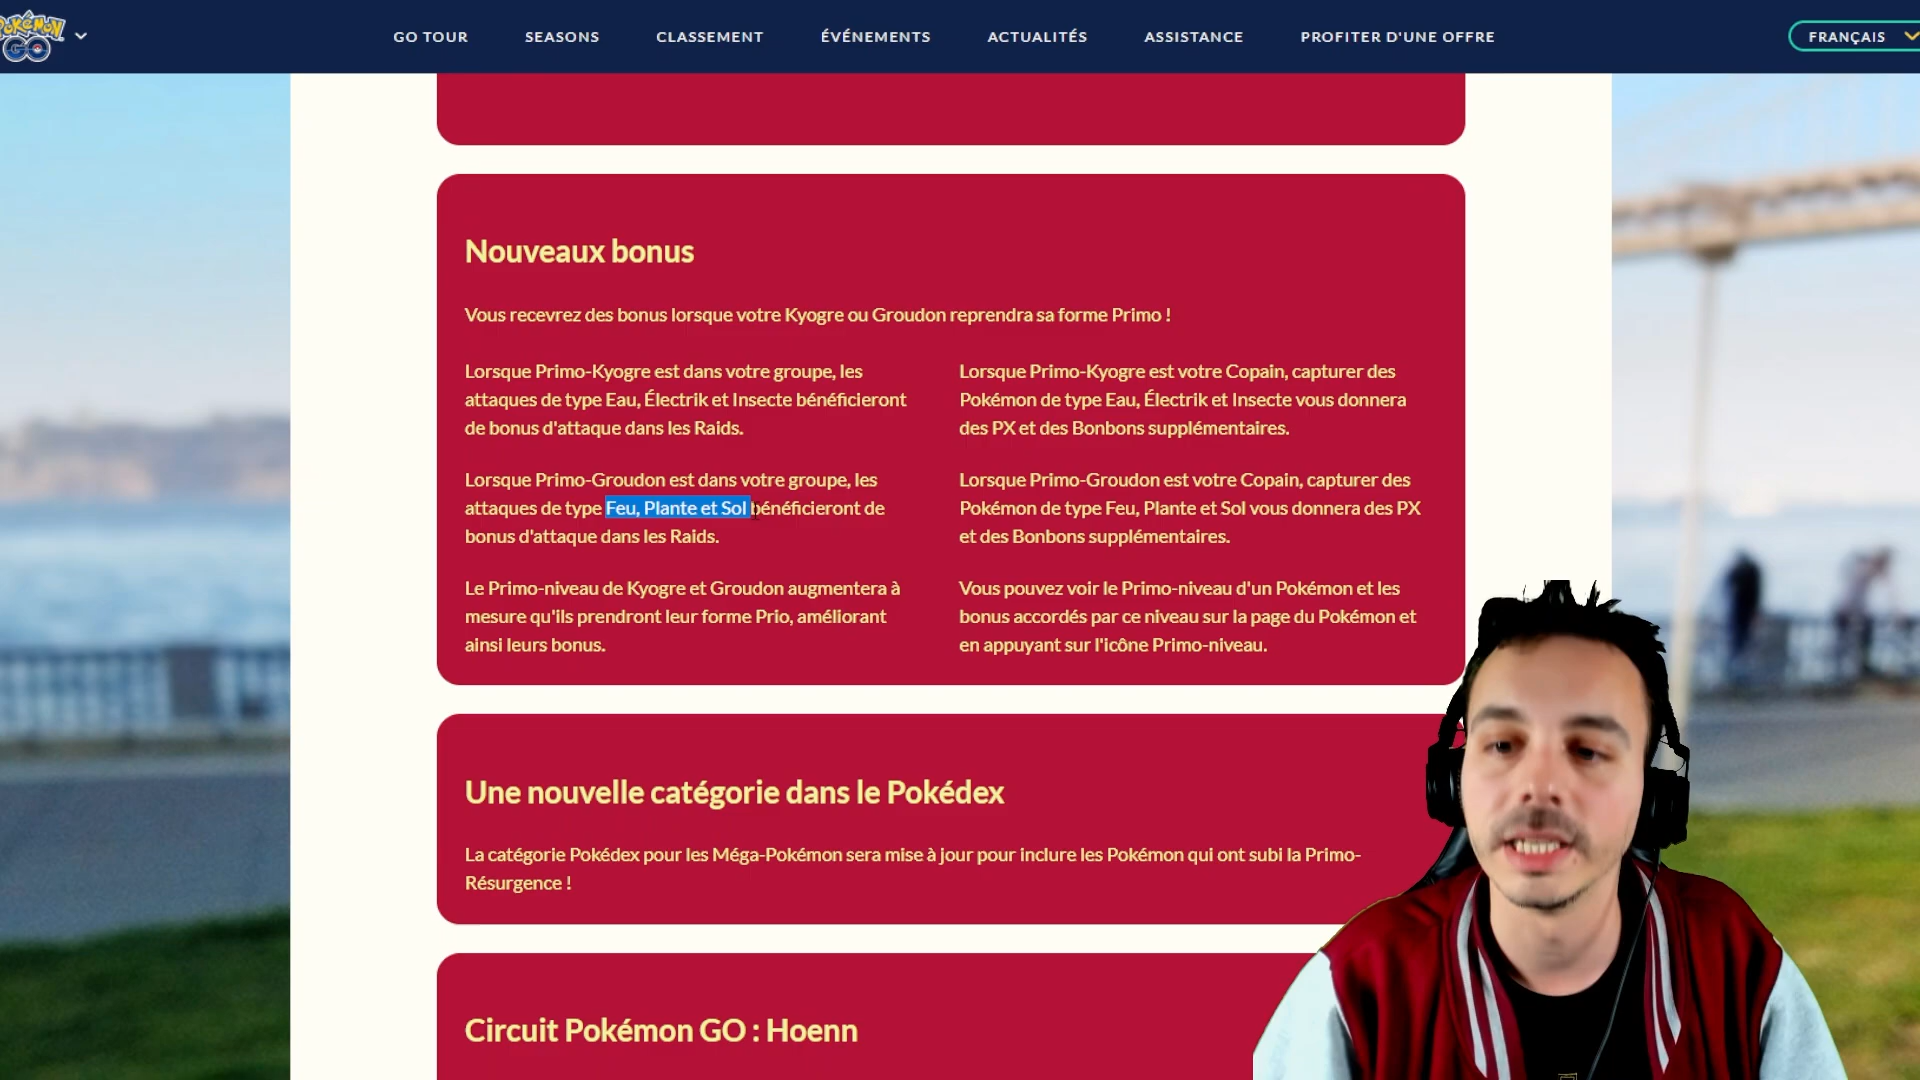 POKÉMON
GO
GO TOUR
SEASONS
CLASSEMENT
ÉVÉNEMENTS
ACTUALITÉS
ASSISTANCE
PROFITER D'UNE OFFRE
FRANÇAIS
Nouveaux bonus
Vous recevrez des bonus lorsque votre Kyogre ou Groudon reprendra sa forme Primo !
Lorsque Primo-Kyogre est dans votre groupe, les
attaques de type Eau, Électrik et Insecte bénéficieront
de bonus d'attaque dans les Raids.
Lorsque Primo-Kyogre est votre Copain, capturer des
Pokémon de type Eau, Électrik et Insecte vous donnera
des PX et des Bonbons supplémentaires.
Lorsque Primo-Groudon est dans votre groupe, les
attaques de type Feu, Plante et Sol bénéficieront de
bonus d'attaque dans les Raids.
Lorsque Primo-Groudon est votre Copain, capturer des
Pokémon de type Feu, Plante et Sol vous donnera des PX
et des Bonbons supplémentaires.
Le Primo-niveau de Kyogre et Groudon augmentera à
mesure qu'ils prendront leur forme Prio, améliorant
ainsi leurs bonus.
Vous pouvez voir le Primo-niveau d'un Pokémon et les
bonus accordés par ce niveau sur la page du Pokémon et
en appuyant sur l'icône Primo-niveau.
Une nouvelle catégorie dans le Pokédex
La catégorie Pokédex pour les Méga-Pokémon sera mise à jour pour inclure les Pokémon qui ont subi la Primo-
Résurgence !
Circuit Pokémon GO : Hoenn